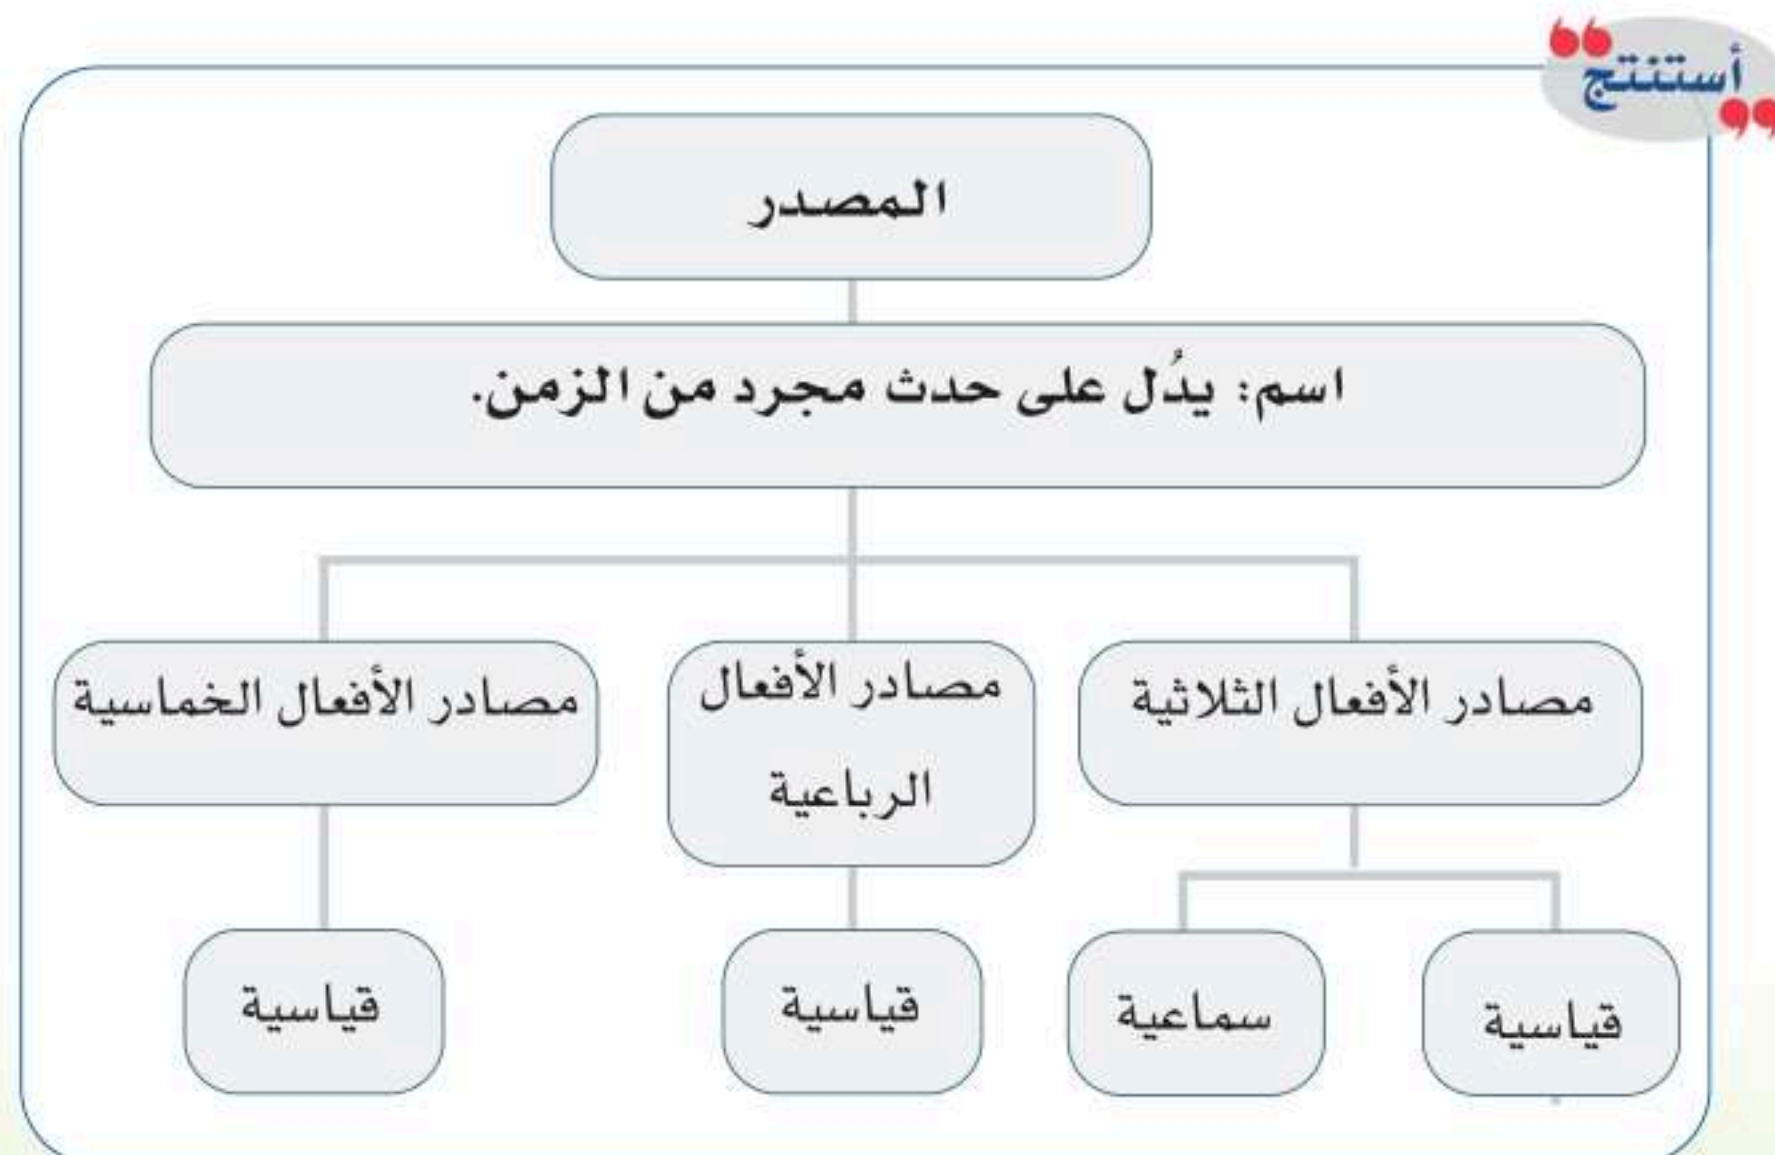 أستنتج
المصدر
اسم: يدُل على حدث مجرد من الزمن.
مصادر الأفعال الثلاثية
مصادر الأفعال
الرباعية
مصادر الأفعال الخماسية
قياسية
سماعية
قياسية
قياسية